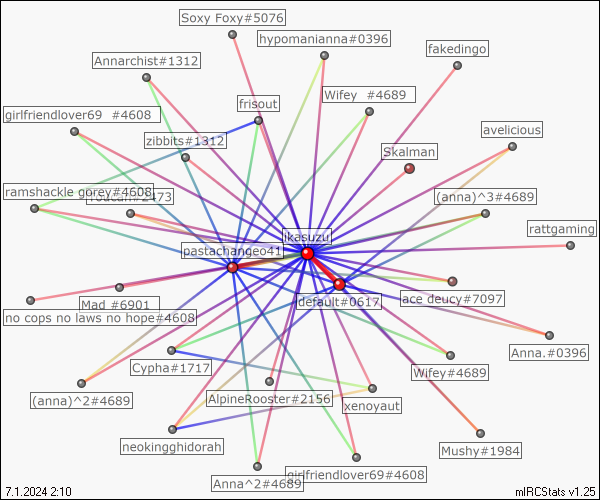 Soxy Foxy#5076
hypomanianna#0396
fakedingo
Annarchist#1312
Wifey  #4689
frisout
girlfriendlover69  #4608
avelicious
zibbits#1312
Skalman
ramshackle gorey#4608
(anna)^3#4689
rattgaming
ikasuzu
pastachangeo41
ace deucy#7097
default#0617
Mad  #6901
no cops no laws no hope#4608
Anna.#0396
Cypha#1717
Wifey#4689
(anna)^2#4689
AlpineRooster#2156
xenoyaut
neokingghidorah
Mushy#1984
girlfriendlover69#4608
Anna^2#4689
7.1.2024 2:10
mIRCStats v1.25